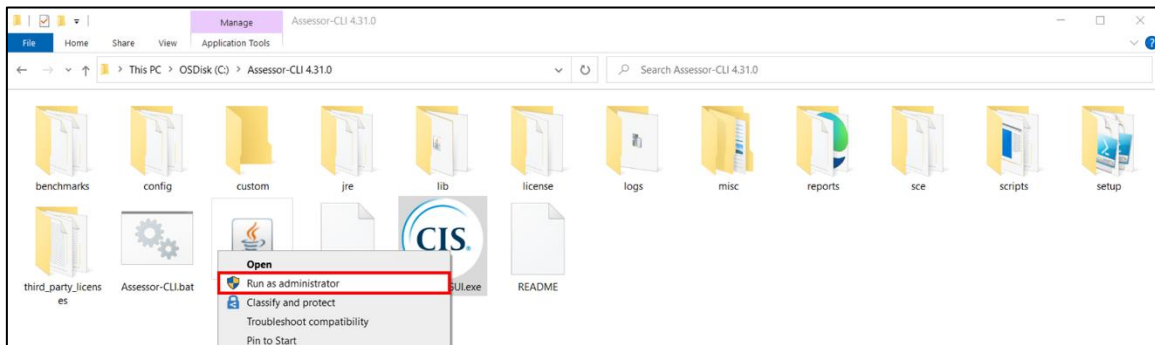 Manage Assessor-CLI 4.31.0
File Home Share View Application Tools
> This PC > OSDisk (C:) > Assessor-CLI 4.31.0 Search Assessor-CLI 4.31.0
benchmarks config custom jre lib license logs misc reports sce scripts setup
CIS.
third_party_licens Assessor-CLI.bat GUI.exe README
es
Open
Run as administrator
Classify and protect
Troubleshoot compatibility
Pin to Start